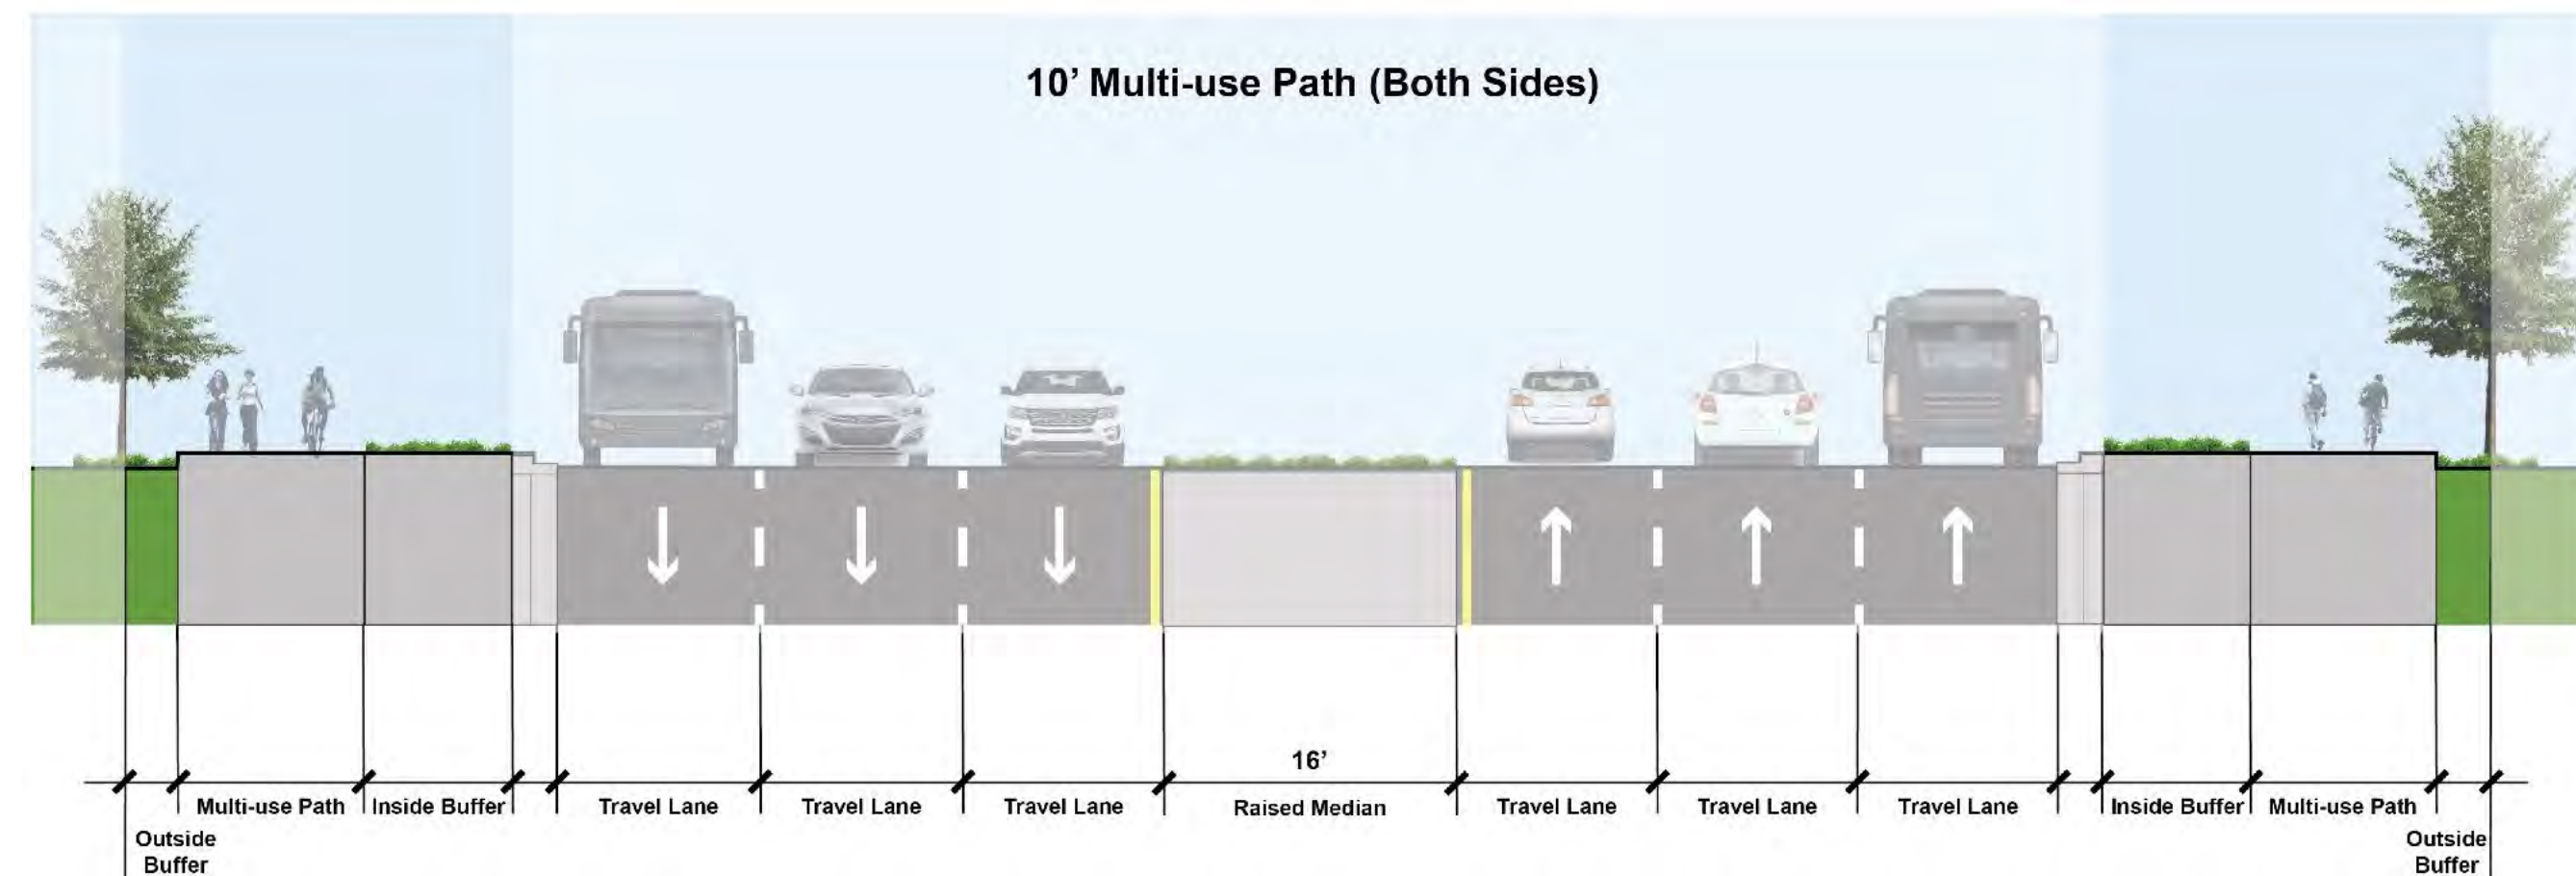 10’ Multi-use Path (Both Sides)
16’
Multi-use Path
Inside Buffer
Travel Lane
Travel Lane
Travel Lane
Raised Median
Travel Lane
Travel Lane
Travel Lane
Inside Buffer
Multi-use Path
Outside
Buffer
Outside
Buffer